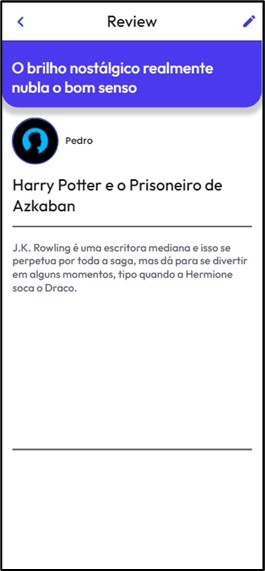 Review
O brilho nostálgico realmente
nubla o bom senso
Pedro
Harry Potter e o Prisoneiro de
Azkaban
J.K. Rowling é uma escritora mediana e isso se
perpetua por toda a saga, mas dá para se divertir
em alguns momentos, tipo quando a Hermione
soca o Draco.